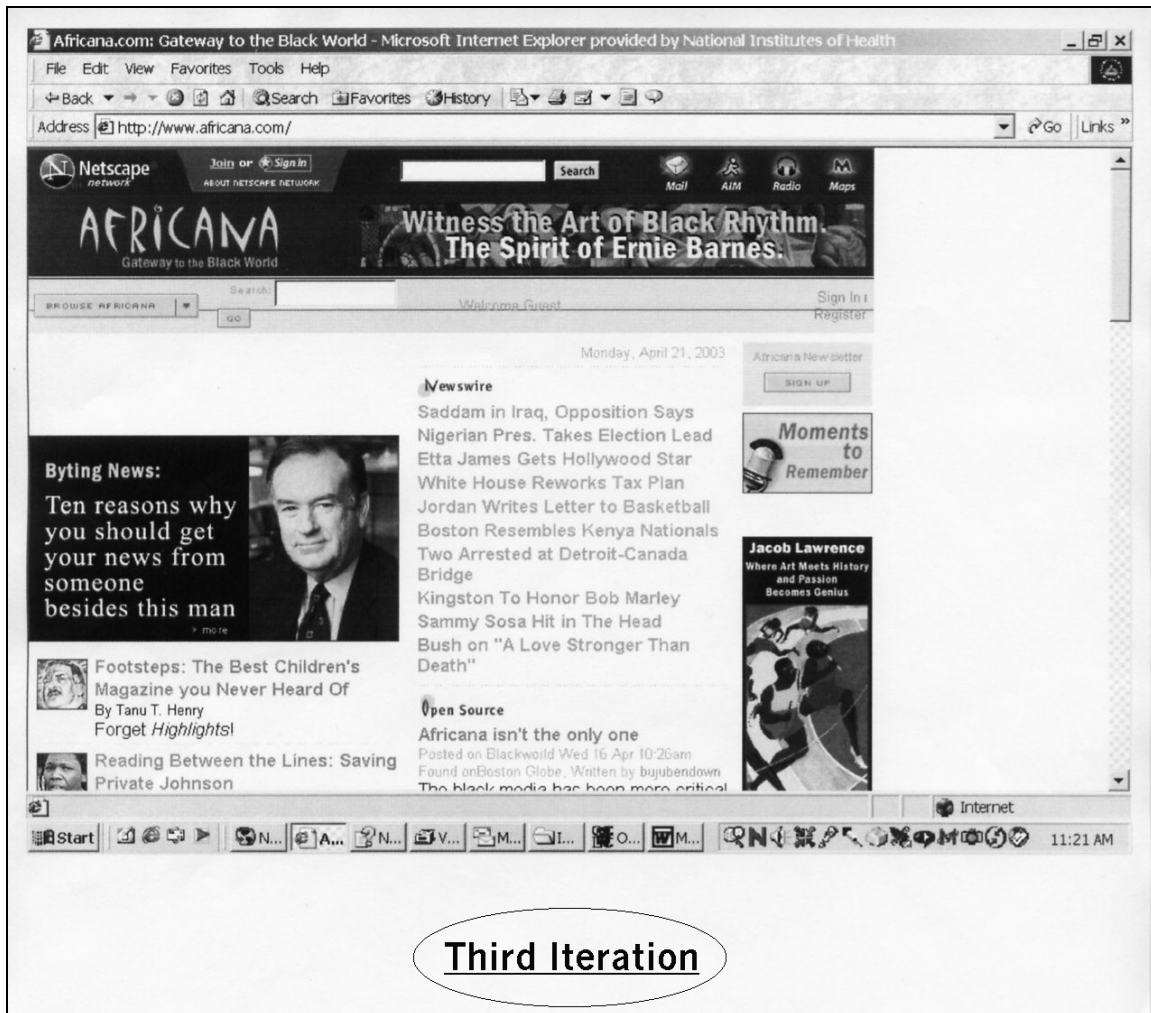 Africana.com: Gateway to the Black World - Microsoft Internet Explorer provided by National Institutes of Health
File Edit View Favorites Tools Help
Back Search Favorites History
Address http://www.africana.com/ Go Links »
Netscape network
Join or Sign In
ABOUT NETSCAPE NETWORK
Search
Mail AIM Radio Maps
AFRICANA
Gateway to the Black World
Witness the Art of Black Rhythm.
The Spirit of Ernie Barnes.
BROWSE AFRICANA
Search:
GO
Welcome Guest
Sign In
Register
Byting News:
Ten reasons why
you should get
your news from
someone
besides this man
> more
Footsteps: The Best Children's
Magazine you Never Heard Of
By Tanu T. Henry
Forget Highlights!
Reading Between the Lines: Saving
Private Johnson
Monday, April 21, 2003
Newswire
Saddam in Iraq, Opposition Says
Nigerian Pres. Takes Election Lead
Etta James Gets Hollywood Star
White House Reworks Tax Plan
Jordan Writes Letter to Basketball
Boston Resembles Kenya Nationals
Two Arrested at Detroit-Canada
Bridge
Kingston To Honor Bob Marley
Sammy Sosa Hit in The Head
Bush on "A Love Stronger Than
Death"
Open Source
Africana isn't the only one
Posted on Blackworld Wed 16 Apr 10:26am
Found onBoston Globe, Written by bujubendown
The black media has been more critical
Africana Newsletter
SIGN UP
Moments
to
Remember
Jacob Lawrence
Where Art Meets History
and Passion
Becomes Genius
Internet
Start N... A... N... V... M... I... O... M... 11:21 AM
Third Iteration